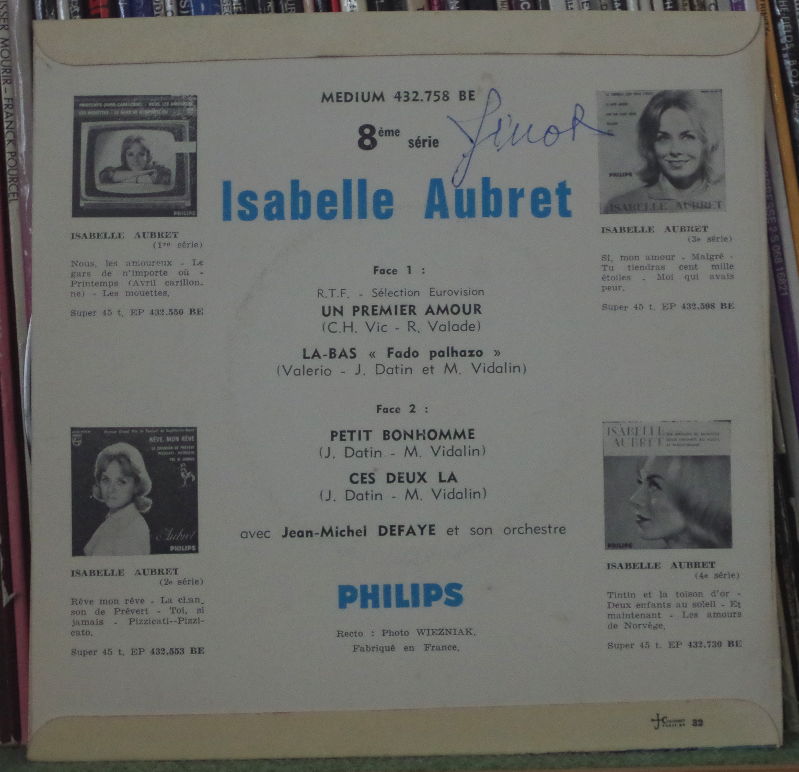 MEDIUM 432.758 BE
8ème série
Isabelle Aubret
Face 1 :
R.T.F. - Sélection Eurovision
UN PREMIER AMOUR
(C.H. Vic - R. Valade)
LA-BAS « Fado palhazo »
(Valerio - J. Datin et M. Vidalin)
Face 2 :
PETIT BONHOMME
(J. Datin - M. Vidalin)
CES DEUX LA
(J. Datin - M. Vidalin)
avec Jean-Michel DEFAYE et son orchestre
PHILIPS
Recto : Photo WIEZNIAK.
Fabriqué en France.
PHILIPS
ISABELLE AUBRET
(1re série)
Nous, les amoureux - Le
gars de n'importe où -
Printemps (Avril carillon-
ne) - Les mouettes.
Super 45 t. EP 432.550 BE
RÊVE, MON RÊVE
Aubret
PHILIPS
ISABELLE AUBRET
(2e série)
Rêve mon rêve - La chan-
son de Prévert - Toi, si
jamais - Pizzicati--Pizzi-
cato.
Super 45 t. EP 432.553 BE
PHILIPS
ISABELLE AUBRET
ISABELLE AUBRET
(3e série)
Si, mon amour - Malgré -
Tu tiendras cent mille
étoiles - Moi qui avais
peur.
Super 45 t. EP 432.598 BE
ISABELLE
AUBRET
PHILIPS
ISABELLE AUBRET
(4e série)
Tintin et la toison d'or -
Deux enfants au soleil - Et
maintenant - Les amours
de Norvège.
Super 45 t. EP 432.730 BE
32
MOURIR - FRANCK POURCEL